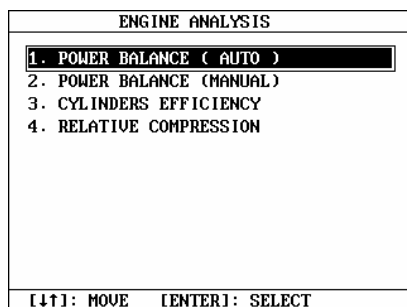 ENGINE ANALYSIS
1. POWER BALANCE ( AUTO )
2. POWER BALANCE (MANUAL)
3. CYLINDERS EFFICIENCY
4. RELATIVE COMPRESSION
[↓↑]: MOVE [ENTER]: SELECT